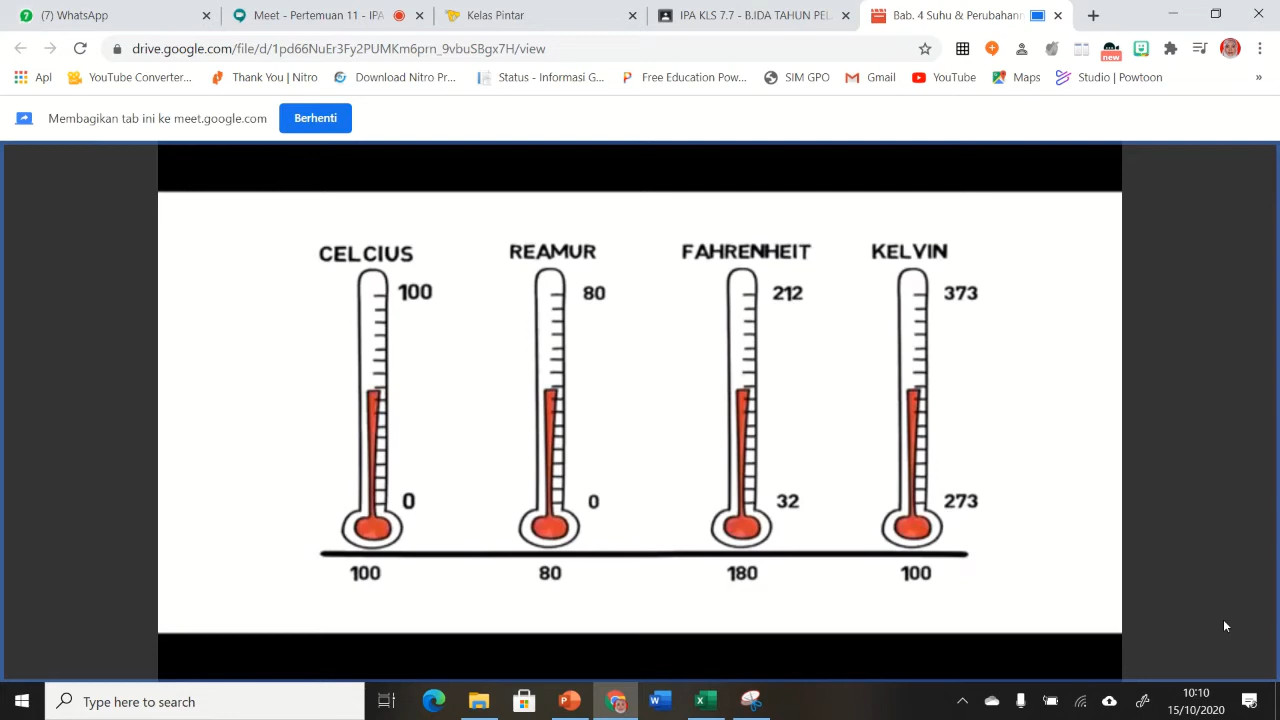 (7) WhatsApp
Meet - Pertemuan 11 - IPA
Kelas Pintar
IPA KLS 7.7 - BJDA TAHUN PEL
Bab. 4 Suhu & Perubahann
drive.google.com/file/d/1pd66NuEr3Fy2PUMKm6prn_9vbuSBgx7H/view
new
Apl
YouTube Converter...
Thank You | Nitro
Download Nitro Pr...
Status - Informasi G...
Free Education Pow...
SIM GPO
Gmail
YouTube
Maps
Studio | Powtoon
»
Membagikan tab ini ke meet.google.com
Berhenti
CELCIUS REAMUR FAHRENHEIT KELVIN
100 80 212 373
0 0 32 273
100 80 180 100
Type here to search
10:10
15/10/2020